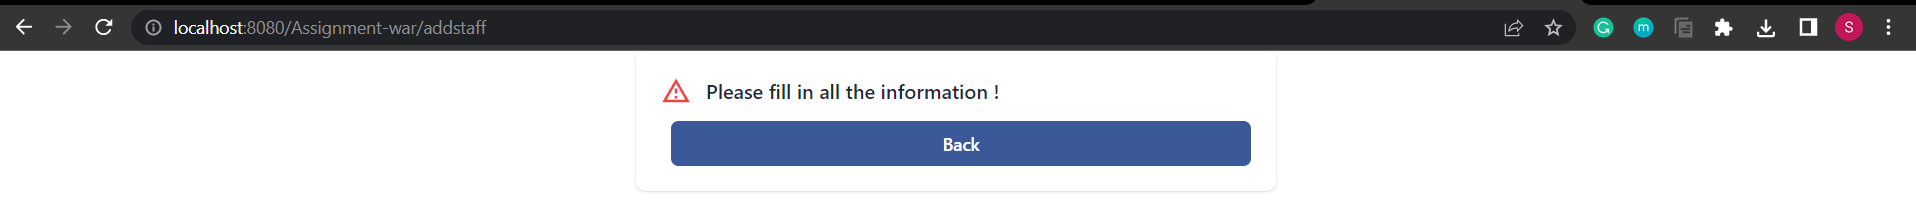 localhost:8080/Assignment-war/addstaff
G
m
S
Please fill in all the information !
Back